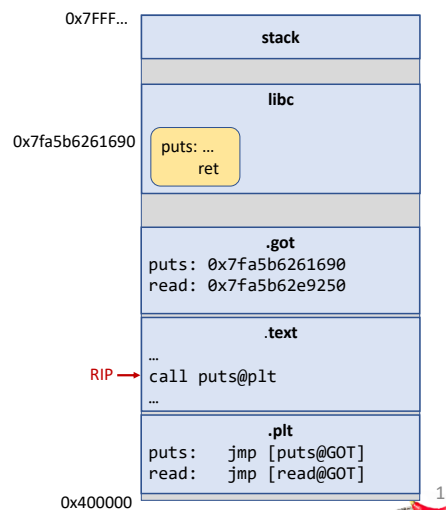 0x7FFF...
stack
libc
0x7fa5b6261690
puts: ...
ret
.got
puts: 0x7fa5b6261690
read: 0x7fa5b62e9250
.text
…
RIP
call puts@plt
…
.plt
puts: jmp [puts@GOT]
read: jmp [read@GOT]
0x400000
1